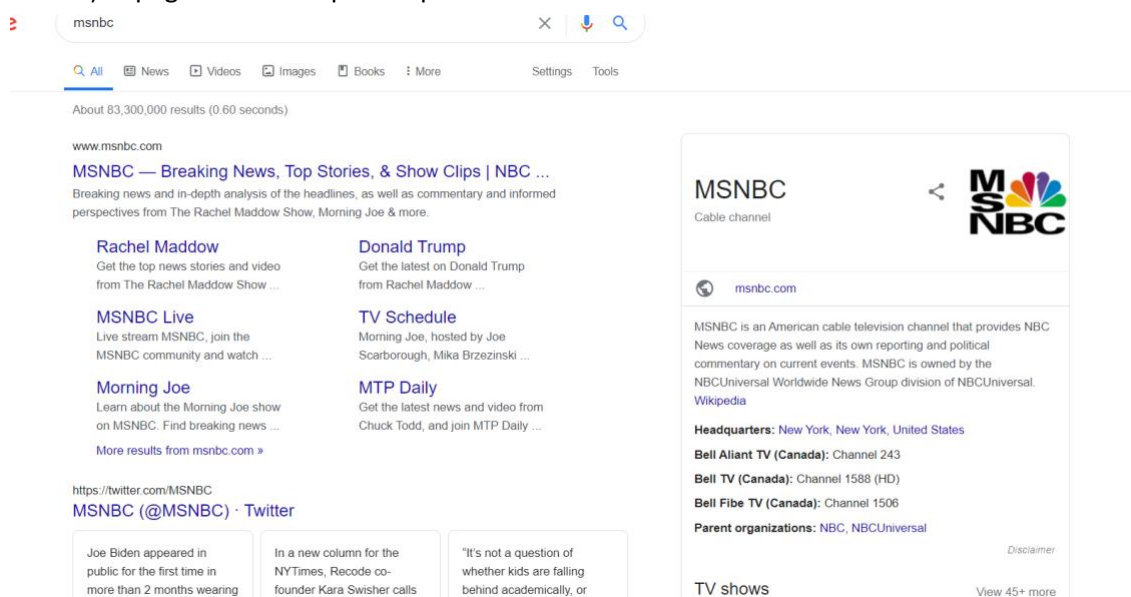 msnbc
All News Videos Images Books More Settings Tools
About 83,300,000 results (0.60 seconds)
www.msnbc.com
MSNBC — Breaking News, Top Stories, & Show Clips | NBC ...
Breaking news and in-depth analysis of the headlines, as well as commentary and informed
perspectives from The Rachel Maddow Show, Morning Joe & more.
Rachel Maddow
Get the top news stories and video
from The Rachel Maddow Show ...
Donald Trump
Get the latest on Donald Trump
from Rachel Maddow ...
MSNBC Live
Live stream MSNBC, join the
MSNBC community and watch ...
TV Schedule
Morning Joe, hosted by Joe
Scarborough, Mika Brzezinski ...
Morning Joe
Learn about the Morning Joe show
on MSNBC. Find breaking news ...
MTP Daily
Get the latest news and video from
Chuck Todd, and join MTP Daily ...
More results from msnbc.com »
https://twitter.com/MSNBC
MSNBC (@MSNBC) · Twitter
Joe Biden appeared in
public for the first time in
more than 2 months wearing
In a new column for the
NYTimes, Recode co-
founder Kara Swisher calls
"It's not a question of
whether kids are falling
behind academically, or
MSNBC
Cable channel
MSNBC
msnbc.com
MSNBC is an American cable television channel that provides NBC
News coverage as well as its own reporting and political
commentary on current events. MSNBC is owned by the
NBCUniversal Worldwide News Group division of NBCUniversal.
Wikipedia
Headquarters: New York, New York, United States
Bell Aliant TV (Canada): Channel 243
Bell TV (Canada): Channel 1588 (HD)
Bell Fibe TV (Canada): Channel 1506
Parent organizations: NBC, NBCUniversal
Disclaimer
TV shows
View 45+ more